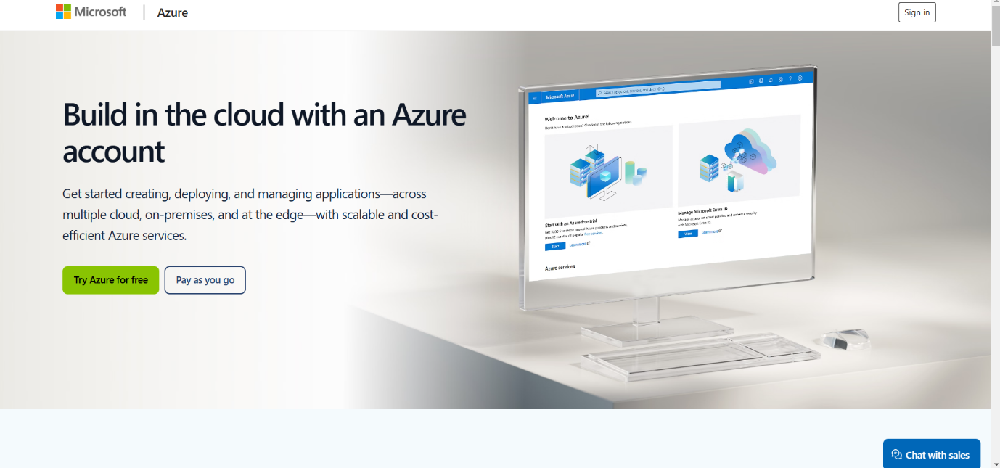 Microsoft
Azure
Sign in
Build in the cloud with an Azure
account
Get started creating, deploying, and managing applications—across
multiple cloud, on-premises, and at the edge—with scalable and cost-
efficient Azure services.
Try Azure for free
Pay as you go
Microsoft Azure
Search resources, services, and docs (G+/)
Welcome to Azure!
Don't have a subscription? Check out the following options.
Start with an Azure free trial
Get $200 free credit toward Azure products and services,
plus 12 months of popular free services.
Start
Learn more
Manage Microsoft Entra ID
Manage access, set smart policies, and enhance security
with Microsoft Entra ID.
View
Learn more
Azure services
Chat with sales